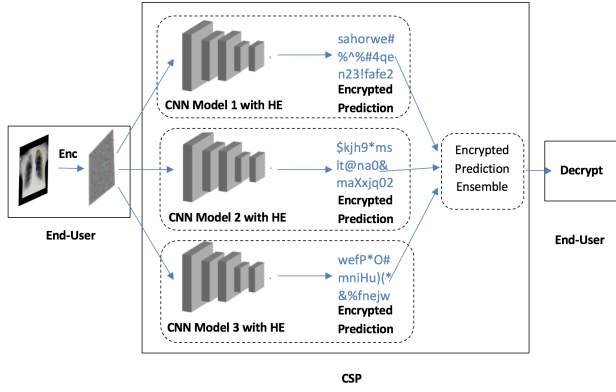 sahorwe#
%^%#4qe
n23!fafe2
Encrypted
Prediction
CNN Model 1 with HE
Enc
End-User
$kjh9*ms
lt@na0&
maXxjq02
Encrypted
Prediction
CNN Model 2 with HE
wefP*O#
mniHu)(*
&%fnejw
Encrypted
Prediction
CNN Model 3 with HE
Encrypted
Prediction
Ensemble
Decrypt
End-User
CSP